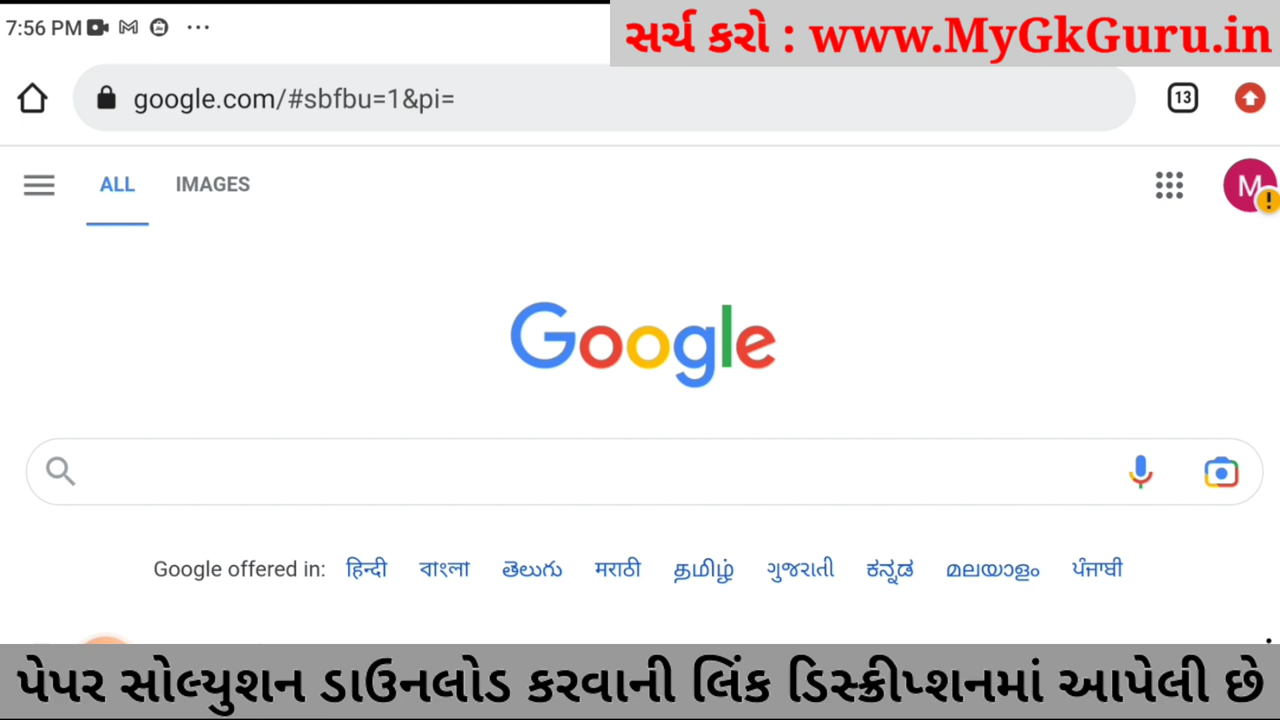 7:56 PM
સર્ચ કરો : www.MyGkGuru.in
google.com/#sbfbu=1&pi=
13
ALL IMAGES
M
Google
Google offered in: हिन्दी বাংলা తెలుగు मराठी தமிழ் ગુજરાતી ಕನ್ನಡ മലയാളം ਪੰਜਾਬੀ
પેપર સોલ્યુશન ડાઉનલોડ કરવાની લિંક ડિસ્ક્રીપ્શનમાં આપેલી છે